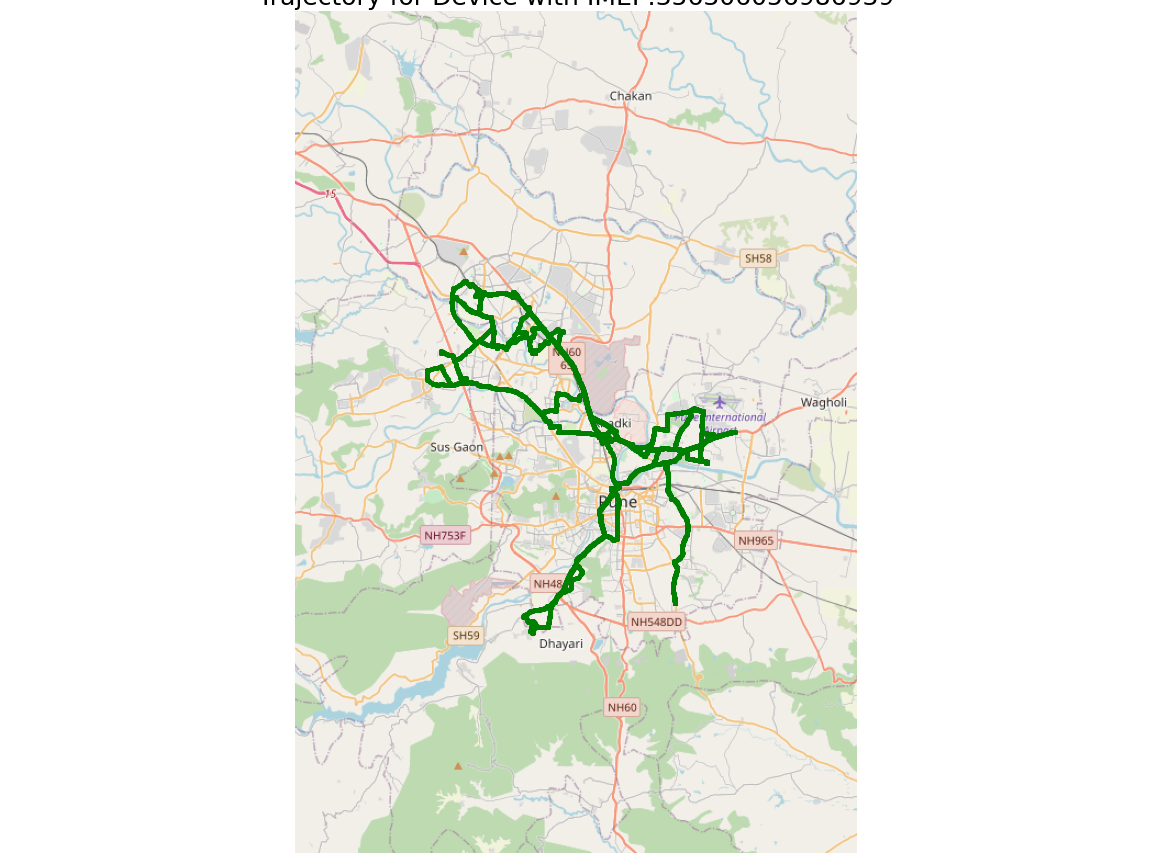 Trajectory for Device with IMEI :
Chakan
15
SH58
NH60
Wagholi
Pune International
Airport
Sus Gaon
Pune
NH753F
NH965
NH48
NH548DD
SH59
Dhayari
NH60